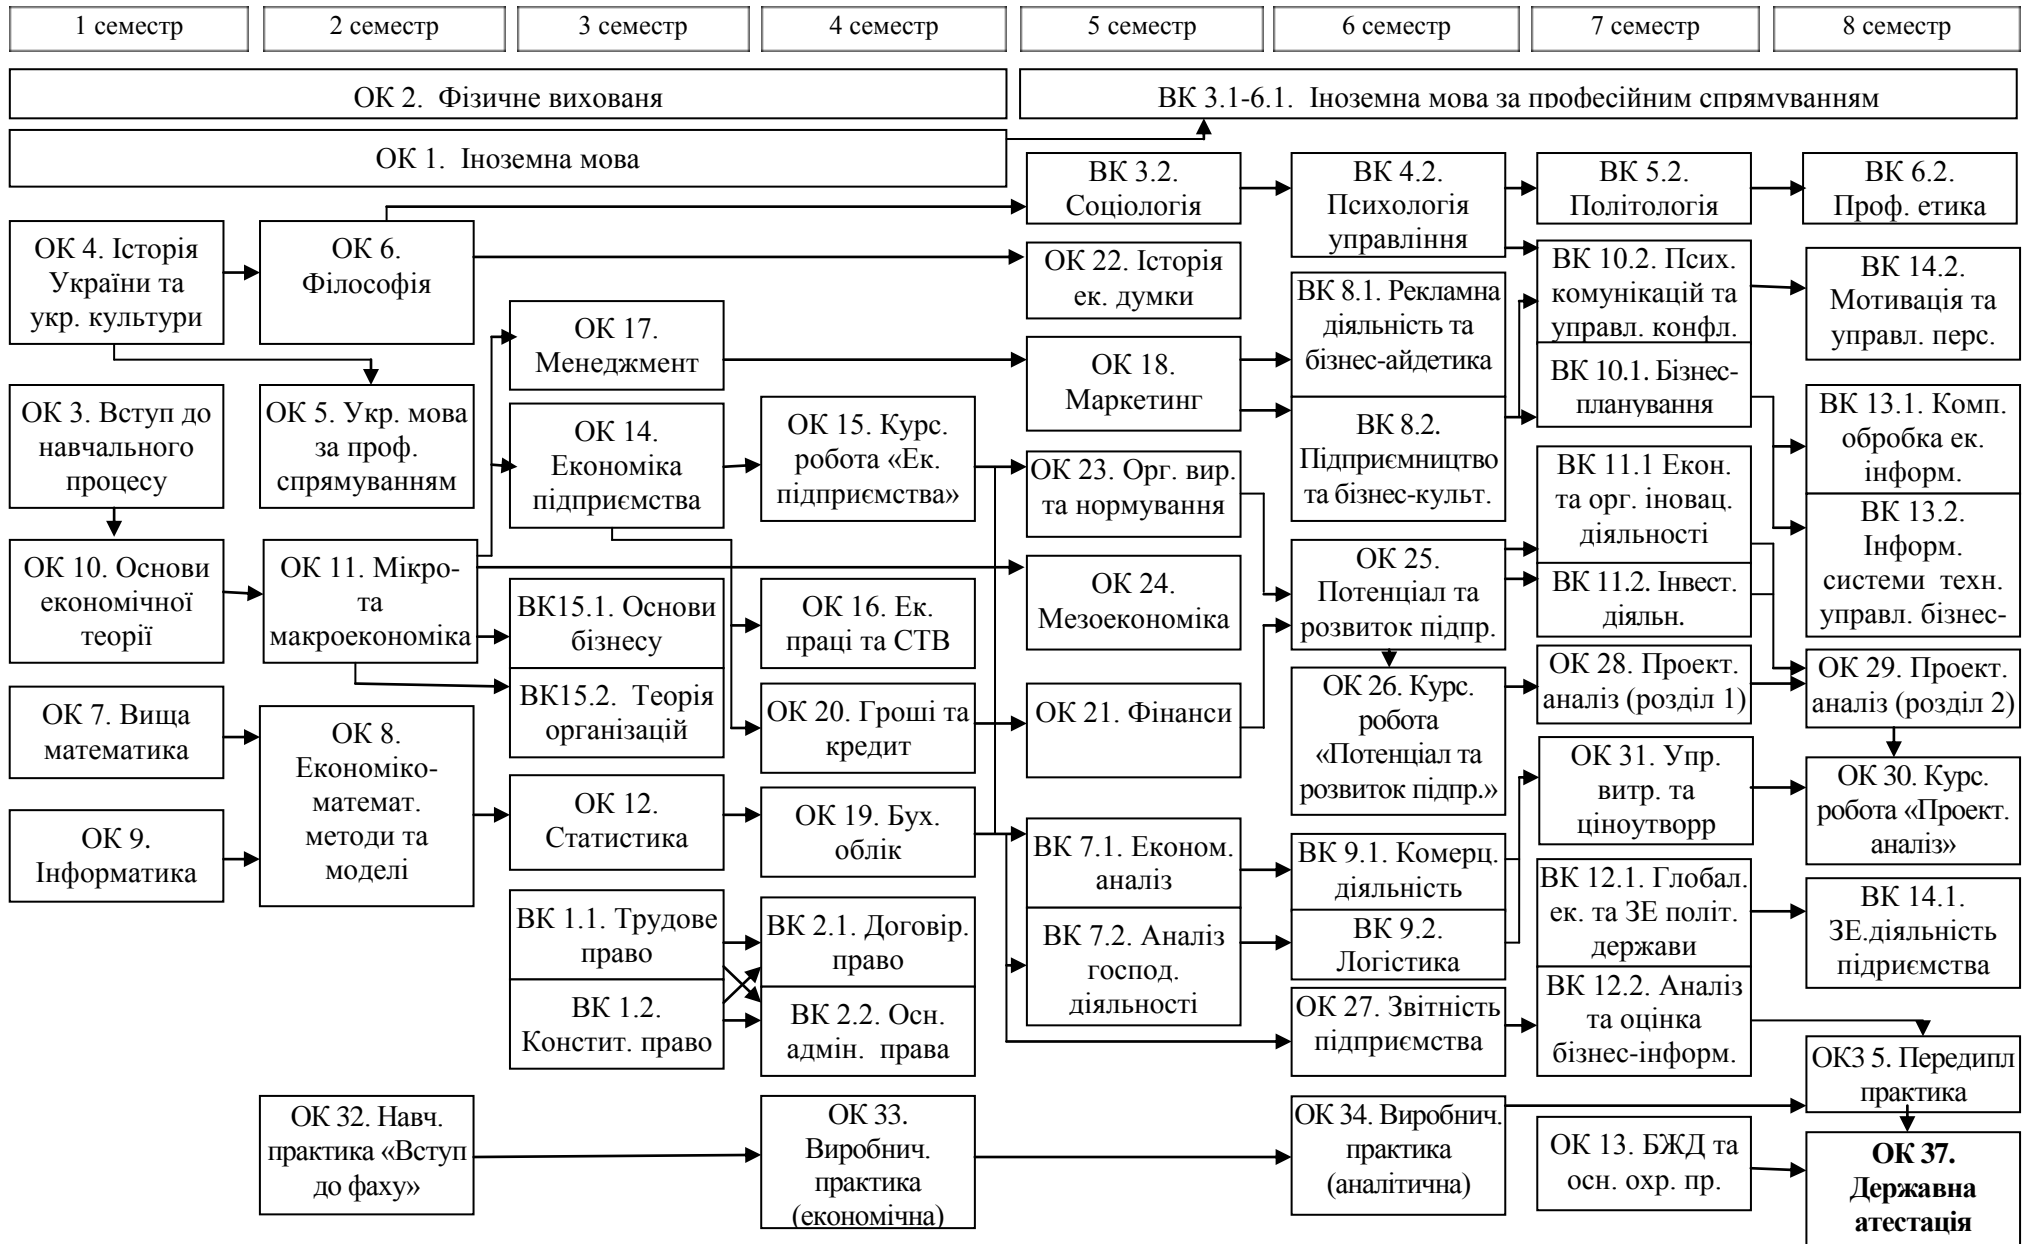 1 семестр
2 семестр
3 семестр
4 семестр
5 семестр
6 семестр
7 семестр
8 семестр
ОК 2. Фізичне вихованя
ВК 3.1-6.1. Іноземна мова за професійним спрямуванням
ОК 1. Іноземна мова
ОК 4. Історія
України та
укр. культури
ОК 3. Вступ до
навчального
процесу
ОК 10. Основи
економічної
теорії
ОК 7. Вища
математика
ОК 9.
Інформатика
ОК 6.
Філософія
ОК 5. Укр. мова
за проф.
спрямуванням
ОК 11. Мікро-
та
макроекономіка
ОК 8.
Економіко-
математ.
методи та
моделі
ОК 32. Навч.
практика «Вступ
до фаху»
ОК 17.
Менеджмент
ОК 14.
Економіка
підприємства
ВК15.1. Основи
бізнесу
ВК15.2. Теорія
організацій
ОК 12.
Статистика
ВК 1.1. Трудове
право
ВК 1.2.
Констит. право
ОК 15. Курс.
робота «Ек.
підприємства»
ОК 16. Ек.
праці та СТВ
ОК 20. Гроші та
кредит
ОК 19. Бух.
облік
ВК 2.1. Договір.
право
ВК 2.2. Осн.
адмін. права
ОК 33.
Виробнич.
практика
(економічна)
ВК 3.2.
Соціологія
ОК 22. Історія
ек. думки
ОК 18.
Маркетинг
ОК 23. Орг. вир.
та нормування
ОК 24.
Мезоекономіка
ОК 21. Фінанси
ВК 7.1. Економ.
аналіз
ВК 7.2. Аналіз
господ.
діяльності
ВК 4.2.
Психологія
управління
ВК 8.1. Рекламна
діяльність та
бізнес-айдетика
ВК 8.2.
Підприємництво
та бізнес-культ.
ОК 25.
Потенціал та
розвиток підпр.
ОК 26. Курс.
робота
«Потенціал та
розвиток підпр.»
ВК 9.1. Комерц.
діяльність
ВК 9.2.
Логістика
ОК 27. Звітність
підприємства
ОК 34. Виробнич.
практика
(аналітична)
ВК 5.2.
Політологія
ВК 10.2. Псих.
комунікацій та
управл. конфл.
ВК 10.1. Бізнес-
планування
ВК 11.1 Екон.
та орг. іновац.
діяльності
ВК 11.2. Інвест.
діяльн.
ОК 28. Проект.
аналіз (розділ 1)
ОК 31. Упр.
витр. та
ціноутворр
ВК 12.1. Глобал.
ек. та ЗЕ політ.
держави
ВК 12.2. Аналіз
та оцінка
бізнес-інформ.
ОК 13. БЖД та
осн. охр. пр.
ВК 6.2.
Проф. етика
ВК 14.2.
Мотивація та
управл. перс.
ВК 13.1. Комп.
обробка ек.
інформ.
ВК 13.2.
Інформ.
системи техн.
управл. бізнес-
ОК 29. Проект.
аналіз (розділ 2)
ОК 30. Курс.
робота «Проект.
аналіз»
ВК 14.1.
ЗЕ.діяльність
підриємства
ОК3 5. Передипл
практика
ОК 37.
Державна
атестація